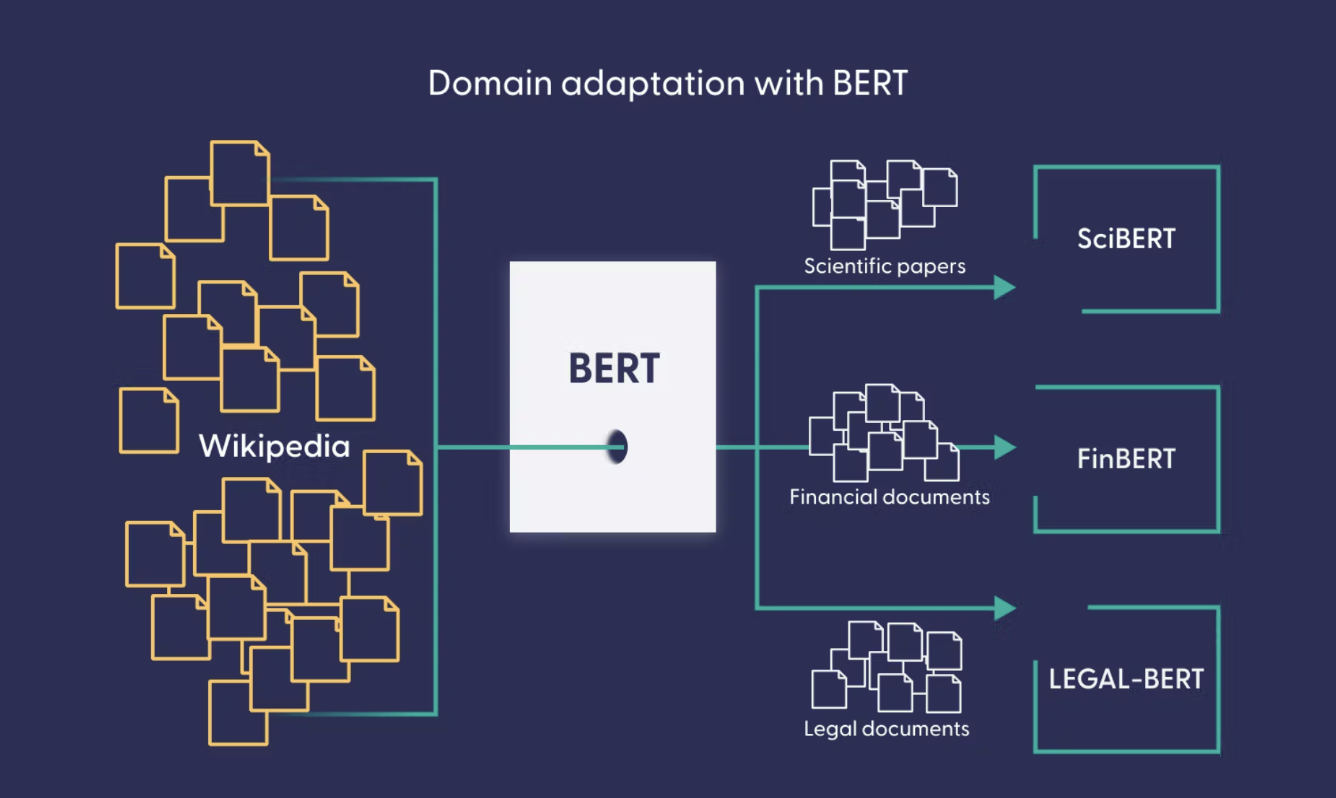 Domain adaptation with BERT
Wikipedia
BERT
Scientific papers
SciBERT
Financial documents
FinBERT
Legal documents
LEGAL-BERT